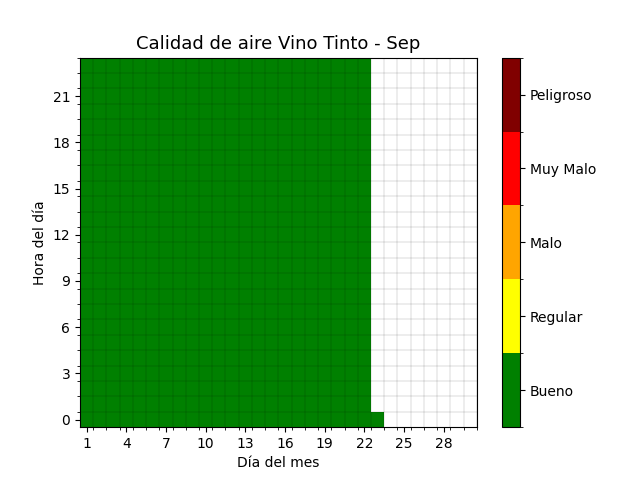 Calidad de aire Vino Tinto - Sep
Hora del día
21
18
15
12
9
6
3
0
1 4 7 10 13 16 19 22 25 28
Día del mes
Peligroso
Muy Malo
Malo
Regular
Bueno